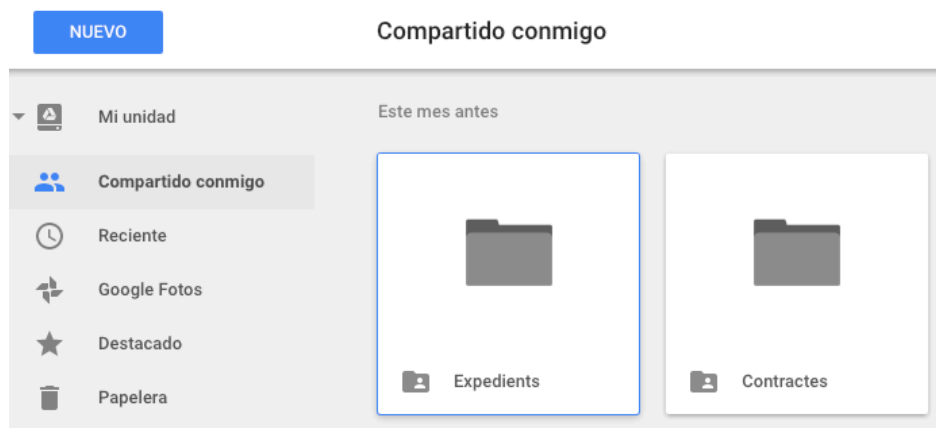 NUEVO
Compartido conmigo
Mi unidad
Compartido conmigo
Reciente
Google Fotos
Destacado
Papelera
Este mes antes
Expedients
Contractes